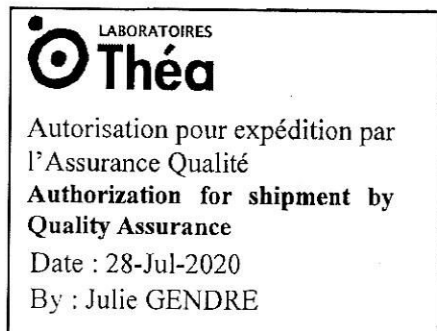 LABORATOIRES
Théa
Autorisation pour expédition par
l'Assurance Qualité
Authorization for shipment by
Quality Assurance
Date : 28-Jul-2020
By : Julie GENDRE